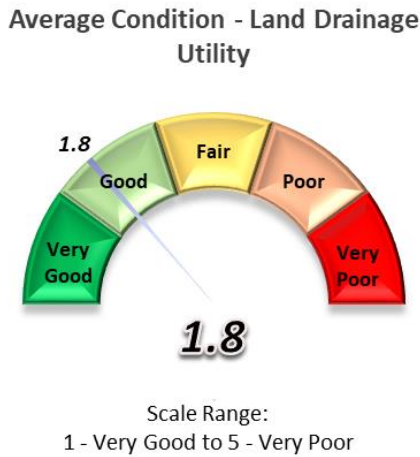 Average Condition - Land Drainage
Utility
1.8
Fair
Good
Poor
Very
Good
Very
Poor
1.8
Scale Range:
1 - Very Good to 5 - Very Poor